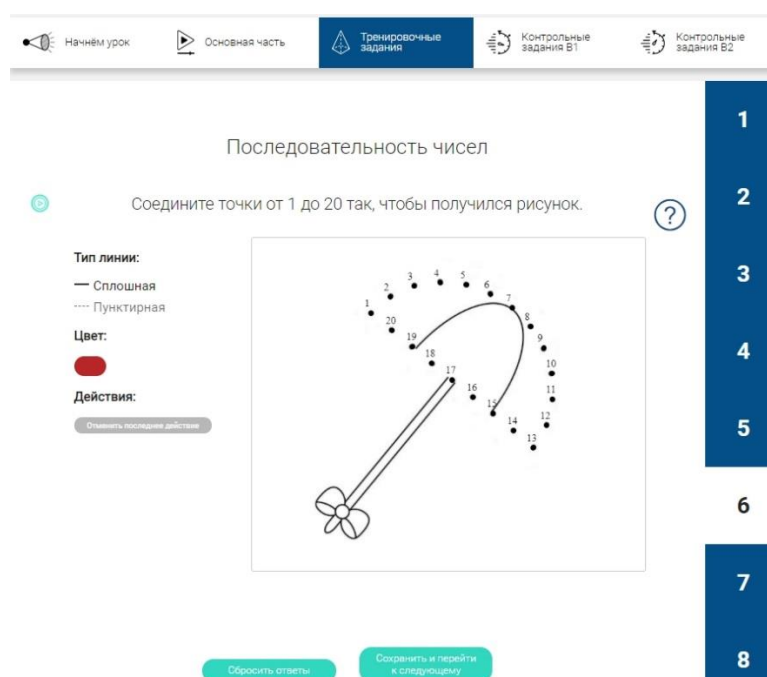 Начнём урок
Основная часть
Тренировочные
задания
Контрольные
задания В1
Контрольные
задания В2
Последовательность чисел
Соедините точки от 1 до 20 так, чтобы получился рисунок.
?
Тип линии:
Сплошная
Пунктирная
Цвет:
Действия:
Отменить последнее действие
1
2
3
4
5
6
7
8
9
10
11
12
13
14
15
16
17
18
19
20
Сбросить ответы
Сохранить и перейти
к следующему
1
2
3
4
5
6
7
8